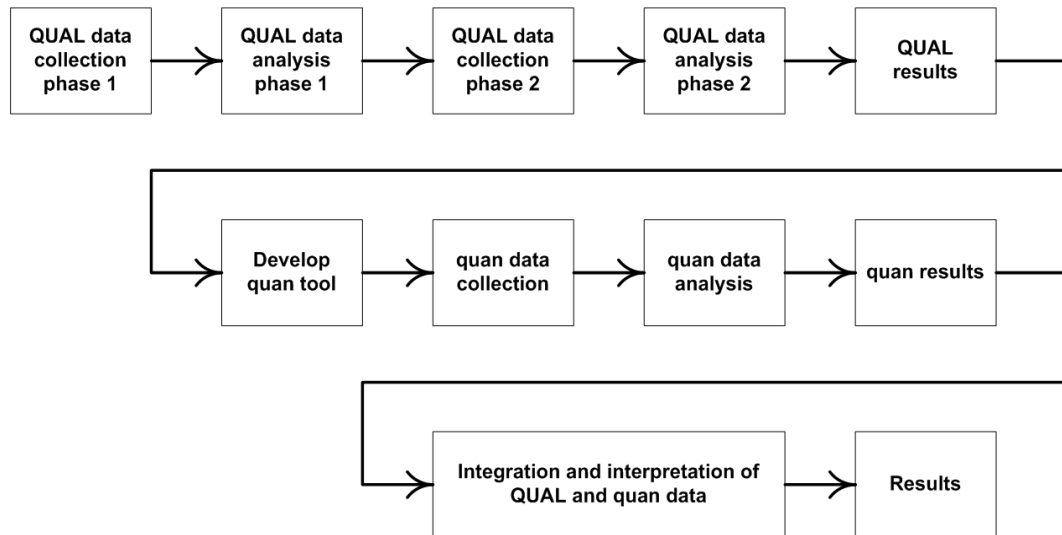 QUAL data
collection
phase 1
QUAL data
analysis
phase 1
QUAL data
collection
phase 2
QUAL data
analysis
phase 2
QUAL
results
Develop
quan tool
quan data
collection
quan data
analysis
quan results
Integration and interpretation of
QUAL and quan data
Results